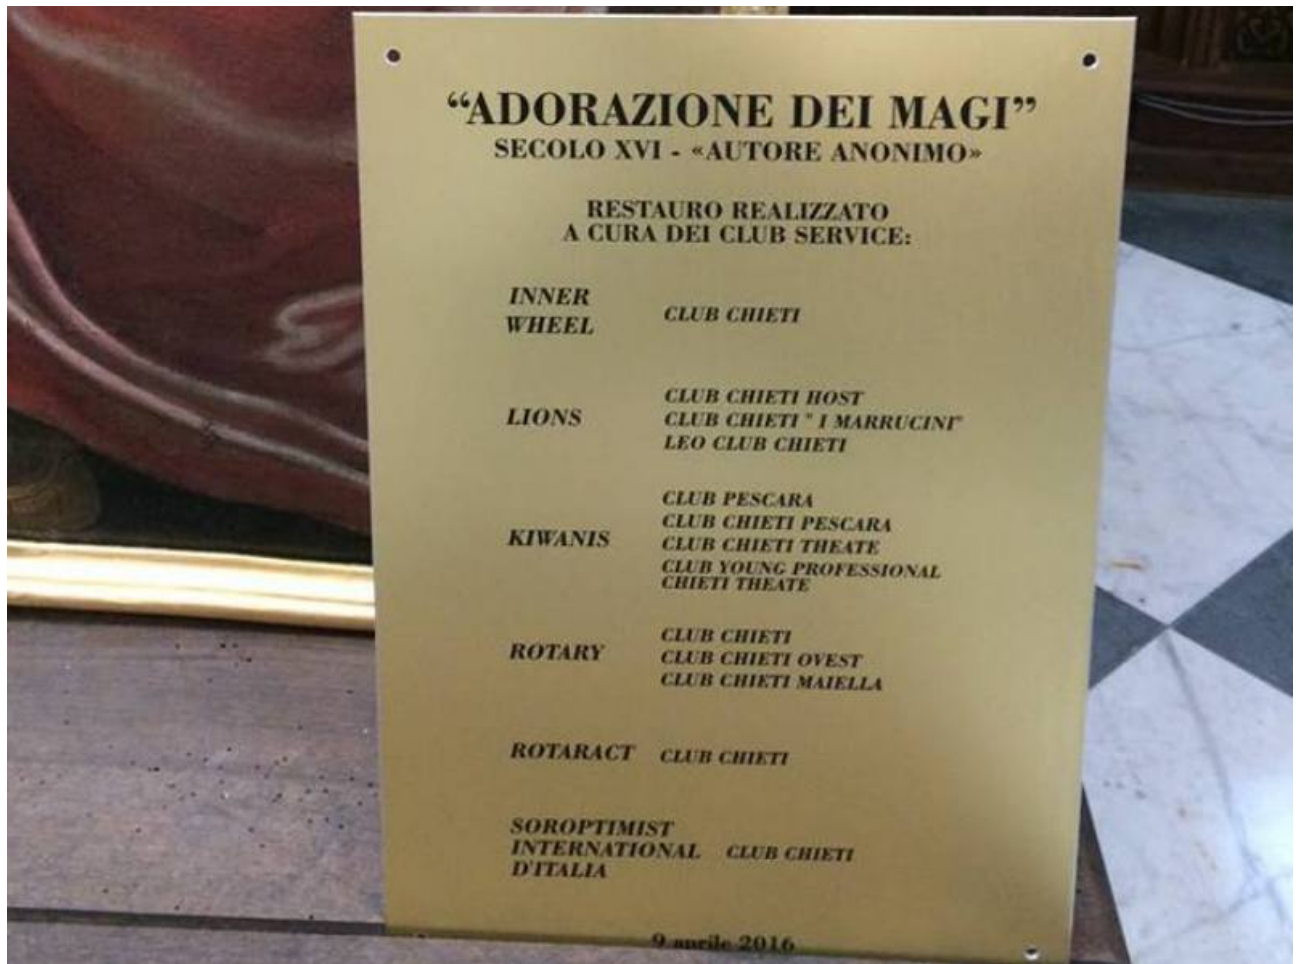 “ADORAZIONE DEI MAGI”
SECOLO XVI - «AUTORE ANONIMO»
RESTAURO REALIZZATO
A CURA DEI CLUB SERVICE:
INNER
WHEEL
CLUB CHIETI
LIONS
CLUB CHIETI HOST
CLUB CHIETI " I MARRUCINI"
LEO CLUB CHIETI
KIWANIS
CLUB PESCARA
CLUB CHIETI PESCARA
CLUB CHIETI THEATE
CLUB YOUNG PROFESSIONAL
CHIETI THEATE
ROTARY
CLUB CHIETI
CLUB CHIETI OVEST
CLUB CHIETI MAIELLA
ROTARACT CLUB CHIETI
SOROPTIMIST
INTERNATIONAL CLUB CHIETI
D'ITALIA
9 aprile 2016